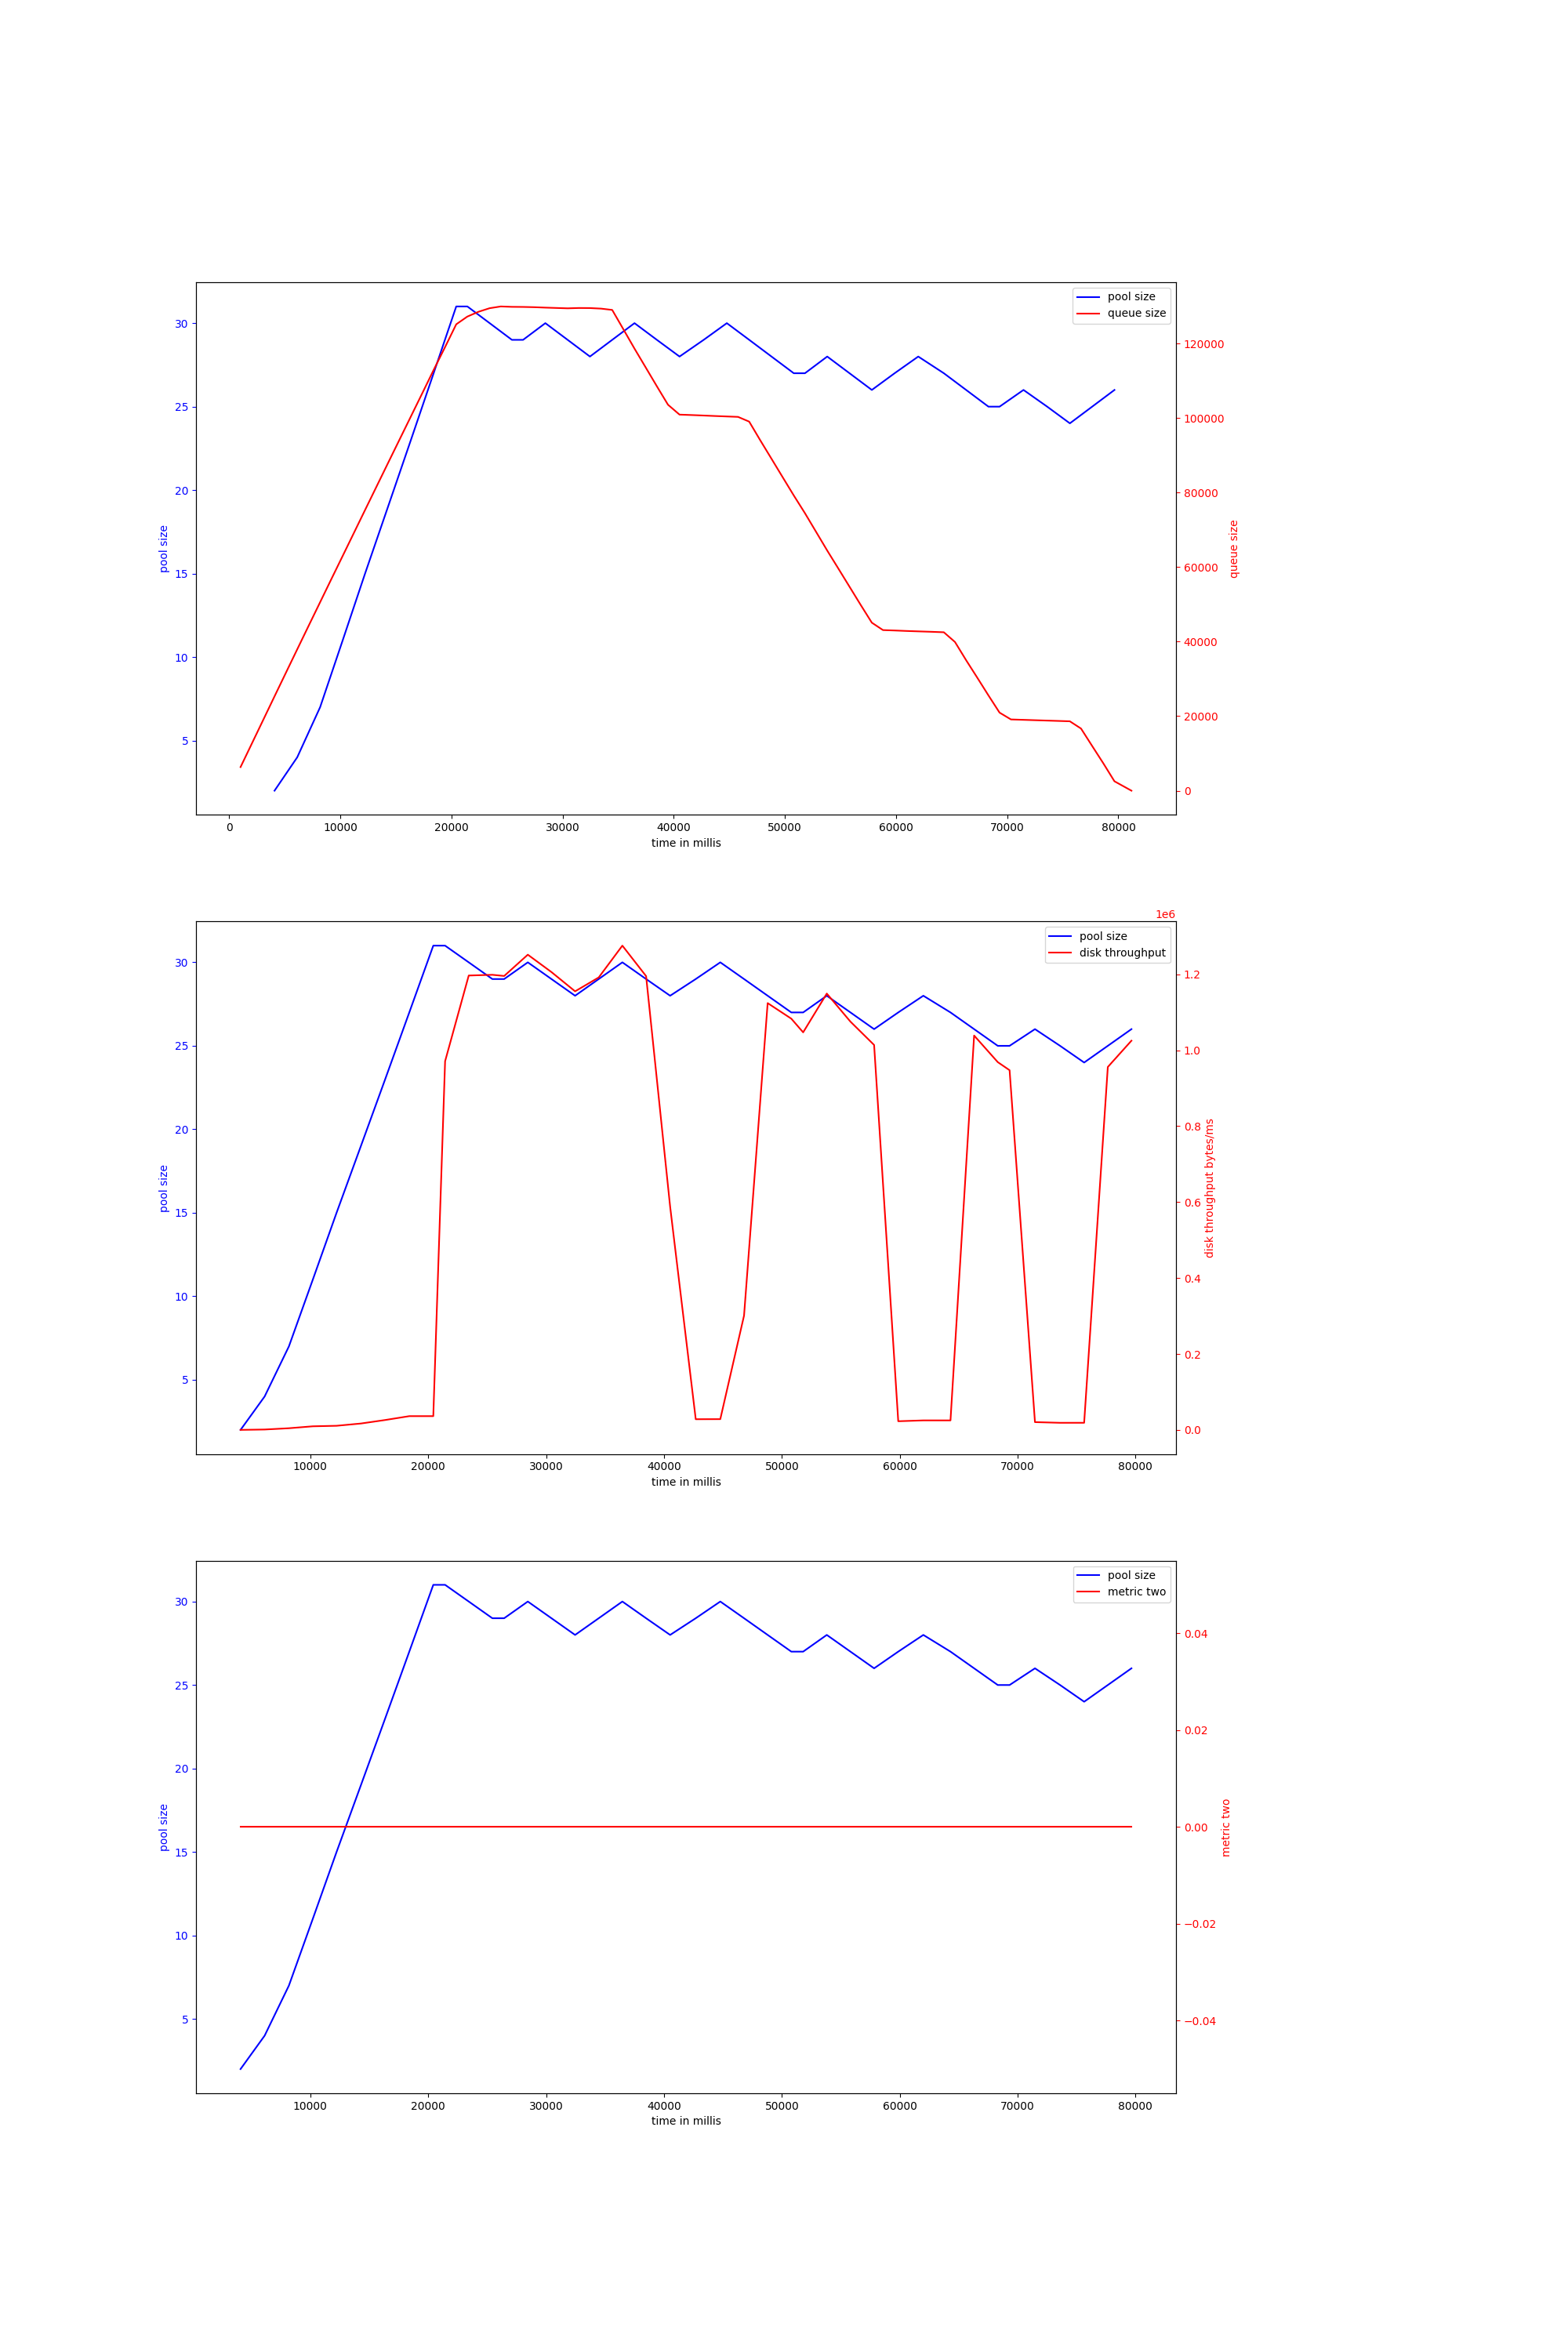 pool size
queue size
30
25
20
15
10
5
pool size
120000
100000
80000
60000
40000
20000
0
queue size
0 10000 20000 30000 40000 50000 60000 70000 80000
time in millis
1e6
pool size
disk throughput
30
25
20
15
10
5
pool size
1.2
1.0
0.8
0.6
0.4
0.2
0.0
disk throughput bytes/ms
10000 20000 30000 40000 50000 60000 70000 80000
time in millis
pool size
metric two
30
25
20
15
10
5
pool size
0.04
0.02
0.00
−0.02
−0.04
metric two
10000 20000 30000 40000 50000 60000 70000 80000
time in millis